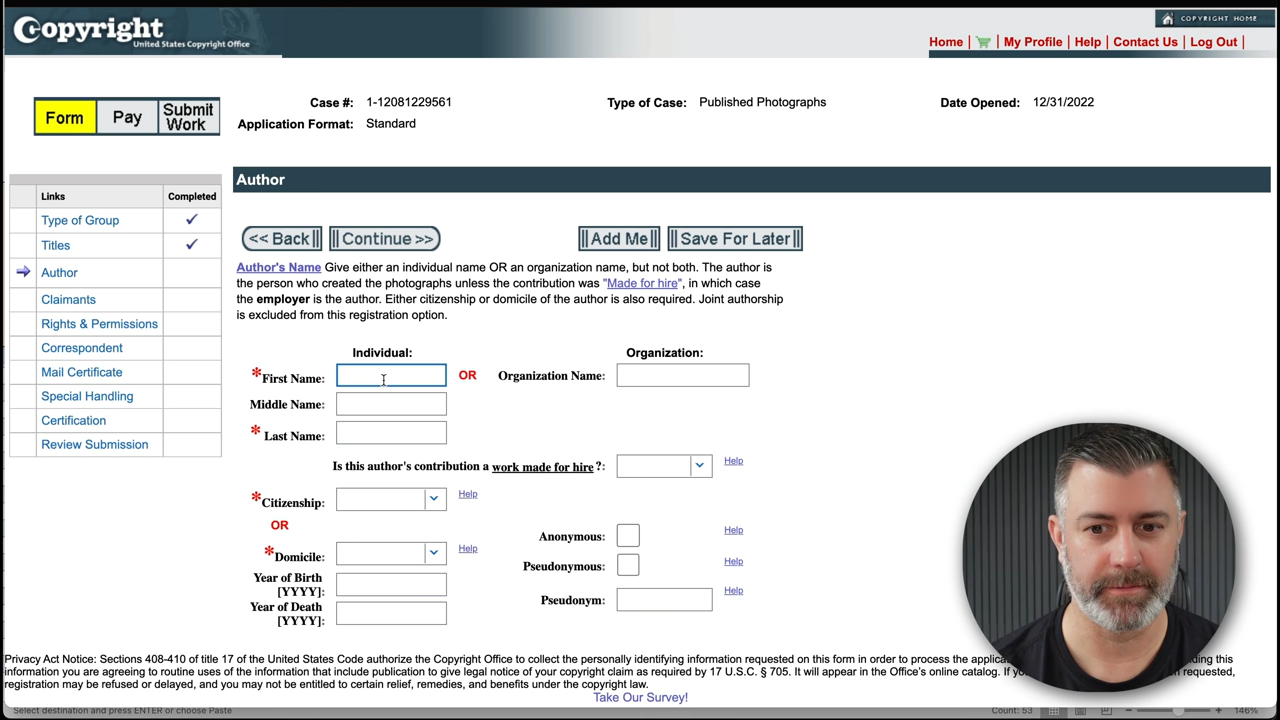 Copyright
United States Copyright Office
COPYRIGHT HOME
Home | My Profile | Help | Contact Us | Log Out |
Form Pay Submit Work
Case #: 1-12081229561 Type of Case: Published Photographs Date Opened: 12/31/2022
Application Format: Standard
Links Completed
Type of Group ✓
Titles ✓
Author
Claimants
Rights & Permissions
Correspondent
Mail Certificate
Special Handling
Certification
Review Submission
Author
<< Back Continue >> Add Me Save For Later
Author's Name Give either an individual name OR an organization name, but not both. The author is
the person who created the photographs unless the contribution was "Made for hire", in which case
the employer is the author. Either citizenship or domicile of the author is also required. Joint authorship
is excluded from this registration option.
Individual: Organization:
*First Name: OR Organization Name:
Middle Name:
*Last Name:
Is this author's contribution a work made for hire?: Help
*Citizenship: Help
OR
Anonymous: Help
*Domicile: Help
Pseudonymous: Help
Year of Birth
[YYYY]:
Pseudonym: Help
Year of Death
[YYYY]:
Privacy Act Notice: Sections 408-410 of title 17 of the United States Code authorize the Copyright Office to collect the personally identifying information requested on this form in order to process the applica ding this
information you are agreeing to routine uses of the information that include publication to give legal notice of your copyright claim as required by 17 U.S.C. § 705. It will appear in the Office's online catalog. If yo requested,
registration may be refused or delayed, and you may not be entitled to certain relief, remedies, and benefits under the copyright law.
Take Our Survey!
Select destination and press ENTER or choose Paste Count: 53 146%